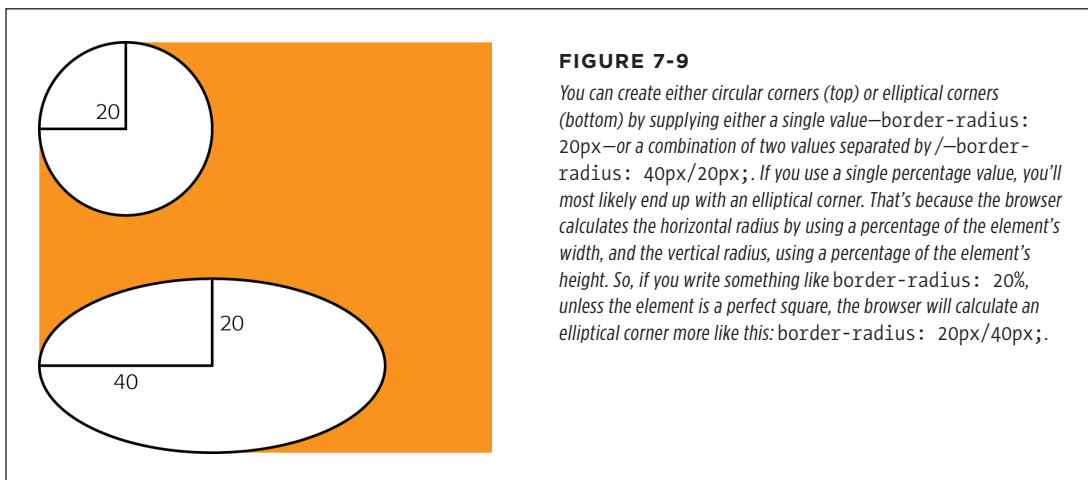 20
20
40
FIGURE 7-9
You can create either circular corners (top) or elliptical corners
(bottom) by supplying either a single value—border-radius:
20px—or a combination of two values separated by /—border-
radius: 40px/20px;. If you use a single percentage value, you'll
most likely end up with an elliptical corner. That's because the browser
calculates the horizontal radius by using a percentage of the element's
width, and the vertical radius, using a percentage of the element's
height. So, if you write something like border-radius: 20%,
unless the element is a perfect square, the browser will calculate an
elliptical corner more like this: border-radius: 20px/40px;.